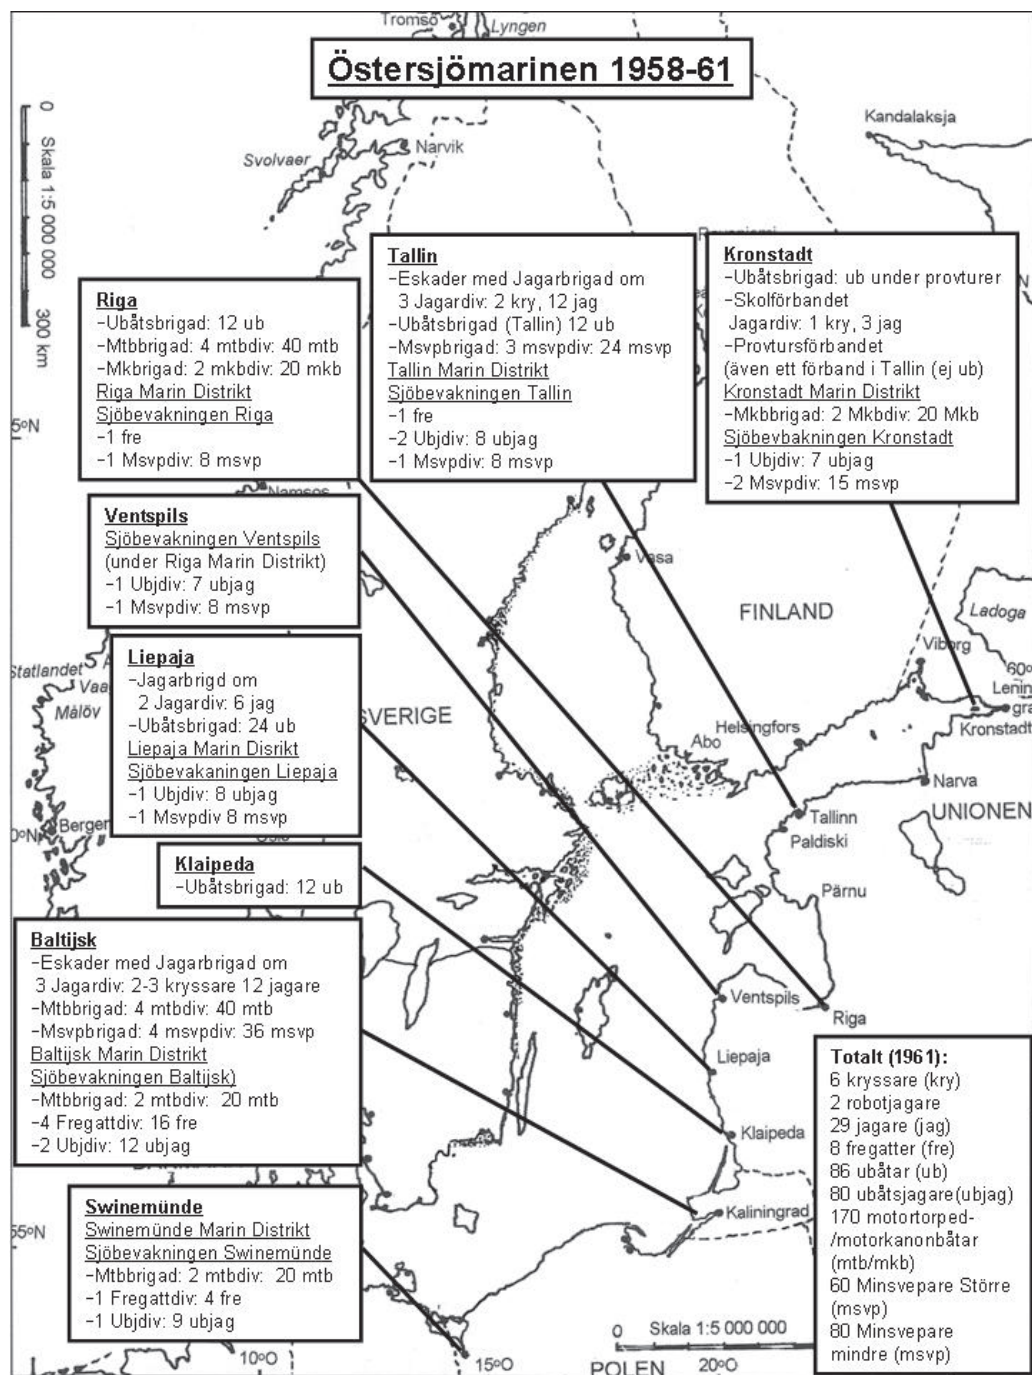 Tromsö
Lyngen
Östersjömarinen 1958-61
0
Skala 1:5 000 000
300 km
Kandalaksja
Narvik
Svolvaer
Tallin
-Eskader med Jagarbrigad om
3 Jagardiv: 2 kry, 12 jag
-Ubåtsbrigad (Tallin) 12 ub
-Msvpbrigad: 3 msvpdiv: 24 msvp
Tallin Marin Distrikt
Sjöbevakningen Tallin
-1 fre
-2 Ubjdiv: 8 ubjag
-1 Msvpdiv: 8 msvp
Kronstadt
-Ubåtsbrigad: ub under provturer
-Skolförbandet
Jagardiv: 1 kry, 3 jag
-Provtursförbandet
(även ett förband i Tallin (ej ub)
Kronstadt Marin Distrikt
-Mkbbrigad: 2 Mkbdiv: 20 Mkb
Sjöbevbakningen Kronstadt
-1 Ubjdiv: 7 ubjag
-2 Msvpdiv: 15 msvp
Riga
-Ubåtsbrigad: 12 ub
-Mtbbrigad: 4 mtbdiv: 40 mtb
-Mkbrigad: 2 mkbdiv: 20 mkb
Riga Marin Distrikt
Sjöbevakningen Riga
-1 fre
-1 Msvpdiv: 8 msvp
5ºN
Namsos
Ventspils
Sjöbevakningen Ventspils
(under Riga Marin Distrikt)
-1 Ubjdiv: 7 ubjag
-1 Msvpdiv: 8 msvp
Vasa
FINLAND
Ladoga
Viborg
60º
Statlandet
Målöv
Liepaja
-Jagarbrigd om
2 Jagardiv: 6 jag
-Ubåtsbrigad: 24 ub
Liepaja Marin Disrikt
Sjöbevakaningen Liepaja
-1 Ubjdiv: 8 ubjag
-1 Msvpdiv 8 msvp
SVERIGE
Helsingfors
Åbo
Lenin
gra
Kronstadt
Narva
Tallinn
UNIONEN
Paldiski
Bergen
Pärnu
Klaipeda
-Ubåtsbrigad: 12 ub
Baltijsk
-Eskader med Jagarbrigad om
3 Jagardiv: 2-3 kryssare 12 jagare
-Mtbbrigad: 4 mtbdiv: 40 mtb
-Msvpbrigad: 4 msvpdiv: 36 msvp
Baltijsk Marin Distrikt
Sjöbevakningen Baltijsk)
-Mtbbrigad: 2 mtbdiv: 20 mtb
-4 Fregattdiv: 16 fre
-2 Ubjdiv: 12 ubjag
Ventspils
Riga
Liepaja
Klaipeda
Kaliningrad
Totalt (1961):
6 kryssare (kry)
2 robotjagare
29 jagare (jag)
8 fregatter (fre)
86 ubåtar (ub)
80 ubåtsjagare(ubjag)
170 motortorped-
/motorkanonbåtar
(mtb/mkb)
60 Minsvepare Större
(msvp)
80 Minsvepare
mindre (msvp)
55ºN
Swinemünde
Swinemünde Marin Distrikt
Sjöbevakningen Swinemünde
-Mtbbrigad: 2 mtbdiv: 20 mtb
-1 Fregattdiv: 4 fre
-1 Ubjdiv: 9 ubjag
0
Skala 1:5 000 000
10ºO
15ºO
POLEN
20ºO